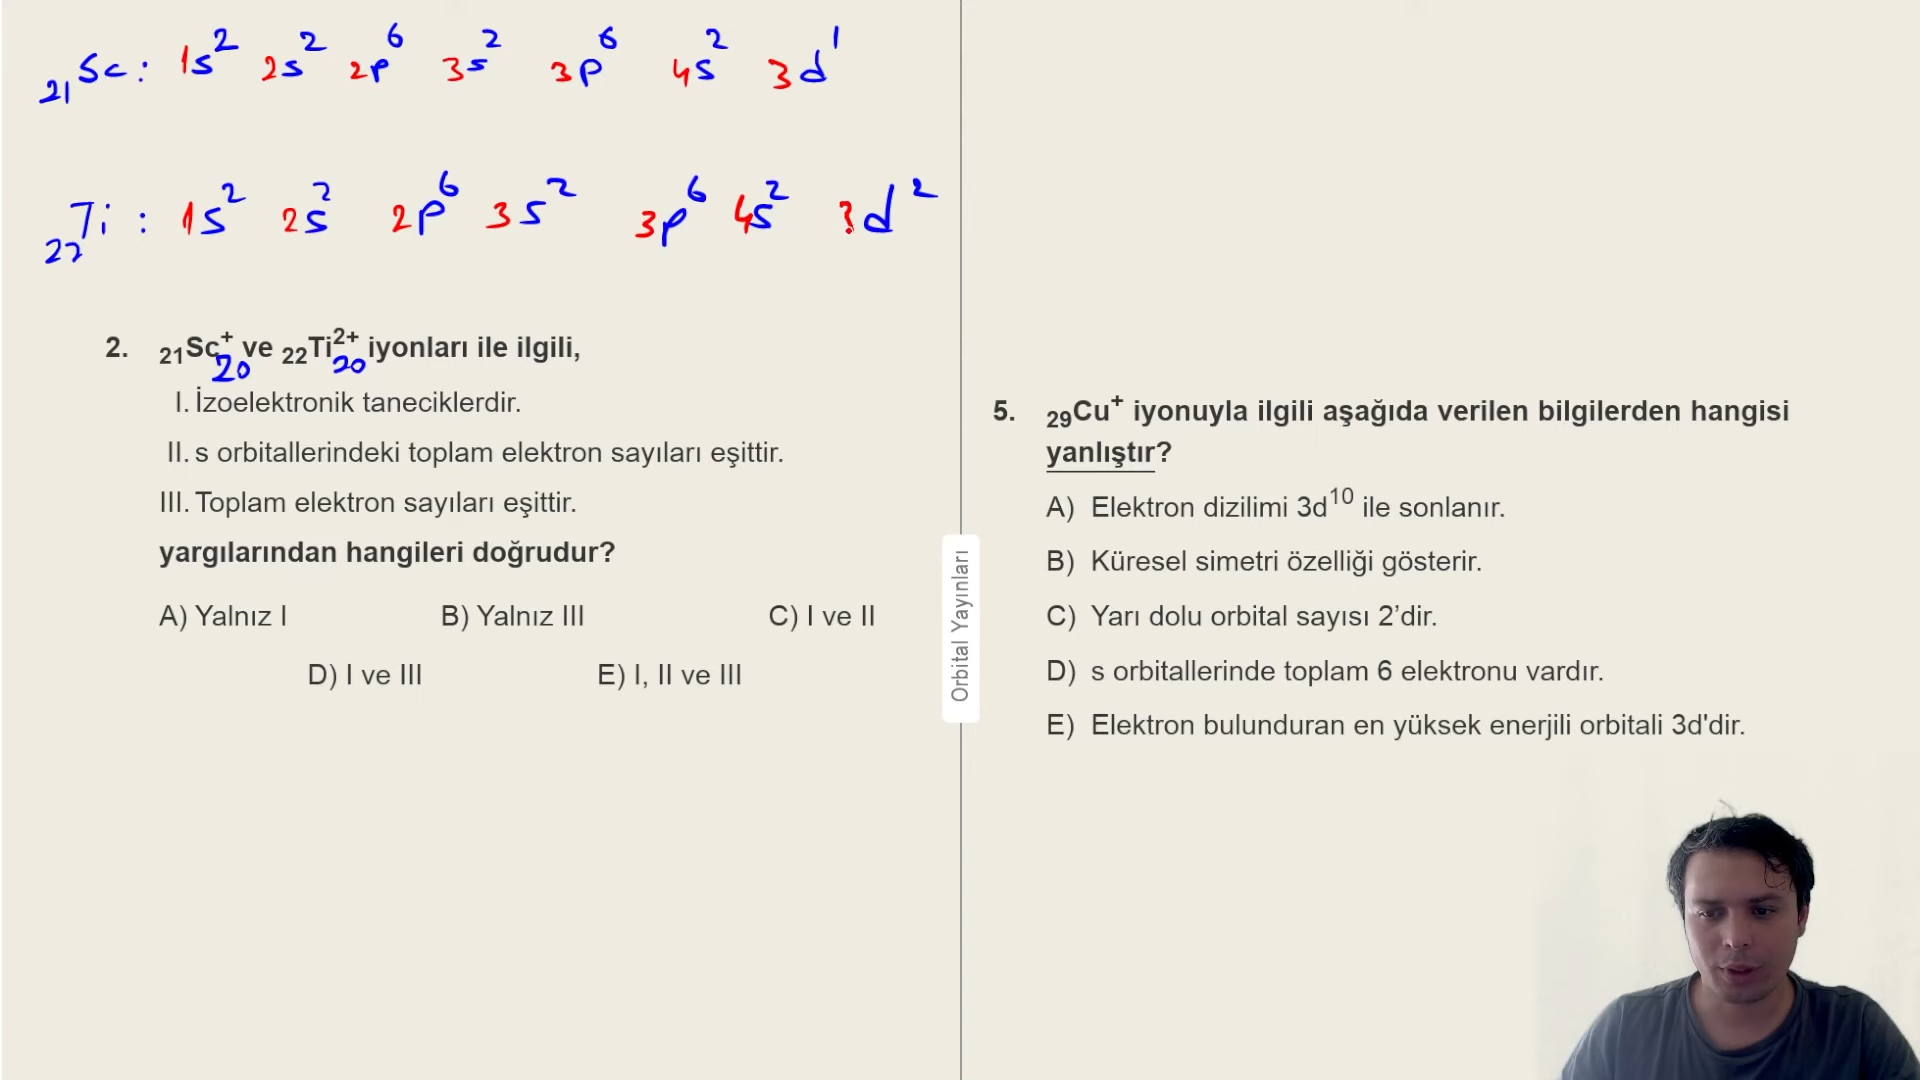 ₂₁Sc: 1s² 2s² 2p⁶ 3s² 3p⁶ 4s² 3d¹
₂₂Ti : 1s² 2s² 2p⁶ 3s² 3p⁶ 4s² 3d²
2. ₂₁Sc⁺ ve ₂₂Ti²⁺ iyonları ile ilgili,
20 20
I. İzoelektronik taneciklerdir.
II. s orbitallerindeki toplam elektron sayıları eşittir.
III. Toplam elektron sayıları eşittir.
yargılarından hangileri doğrudur?
A) Yalnız I B) Yalnız III C) I ve II
D) I ve III E) I, II ve III
Orbital Yayınları
5. ₂₉Cu⁺ iyonuyla ilgili aşağıda verilen bilgilerden hangisi
yanlıştır?
A) Elektron dizilimi 3d¹⁰ ile sonlanır.
B) Küresel simetri özelliği gösterir.
C) Yarı dolu orbital sayısı 2’dir.
D) s orbitallerinde toplam 6 elektronu vardır.
E) Elektron bulunduran en yüksek enerjili orbitali 3d'dir.